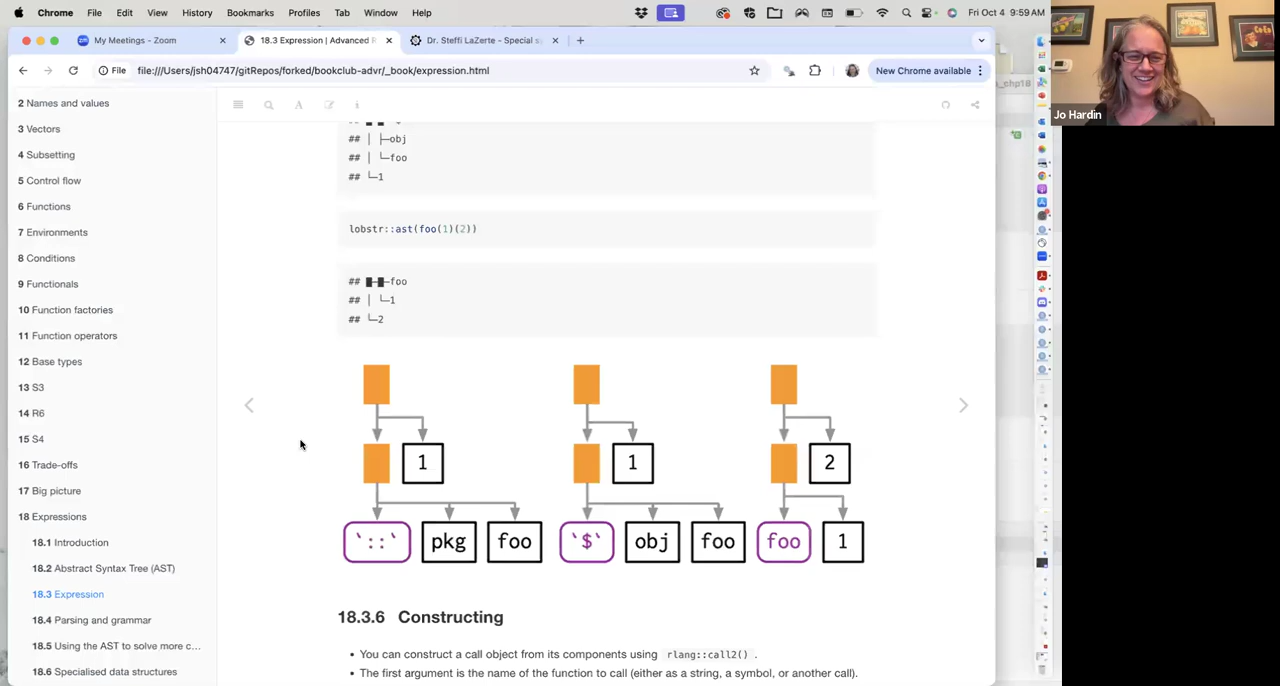 Chrome File Edit View History Bookmarks Profiles Tab Window Help Fri Oct 4 9:59 AM
My Meetings - Zoom
18.3 Expression | Advanced R
Dr. Steffi LaZerte - Special s
File file:///Users/jsh04747/gitRepos/forked/bookclub-advr/_book/expression.html New Chrome available
Jo Hardin
_chp18
2 Names and values
3 Vectors
4 Subsetting
5 Control flow
6 Functions
7 Environments
8 Conditions
9 Functionals
10 Function factories
11 Function operators
12 Base types
13 S3
14 R6
15 S4
16 Trade-offs
17 Big picture
18 Expressions
18.1 Introduction
18.2 Abstract Syntax Tree (AST)
18.3 Expression
18.4 Parsing and grammar
18.5 Using the AST to solve more c...
18.6 Specialised data structures
## │ ├─obj
## │ └─foo
## └─1
lobstr::ast(foo(1)(2))
## █─█─foo
## │ └─1
## └─2
1 1 2
`::` pkg foo `$` obj foo foo 1
18.3.6 Constructing
• You can construct a call object from its components using rlang::call2() .
• The first argument is the name of the function to call (either as a string, a symbol, or another call).